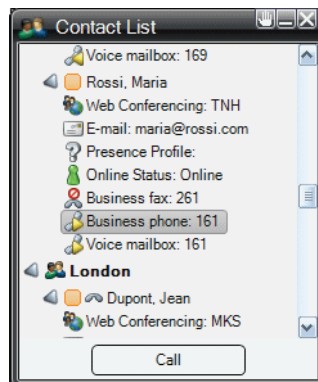 Contact List
Voice mailbox: 169
Rossi, Maria
Web Conferencing: TNH
E-mail: maria@rossi.com
Presence Profile:
Online Status: Online
Business fax: 261
Business phone: 161
Voice mailbox: 161
London
Dupont, Jean
Web Conferencing: MKS
Call